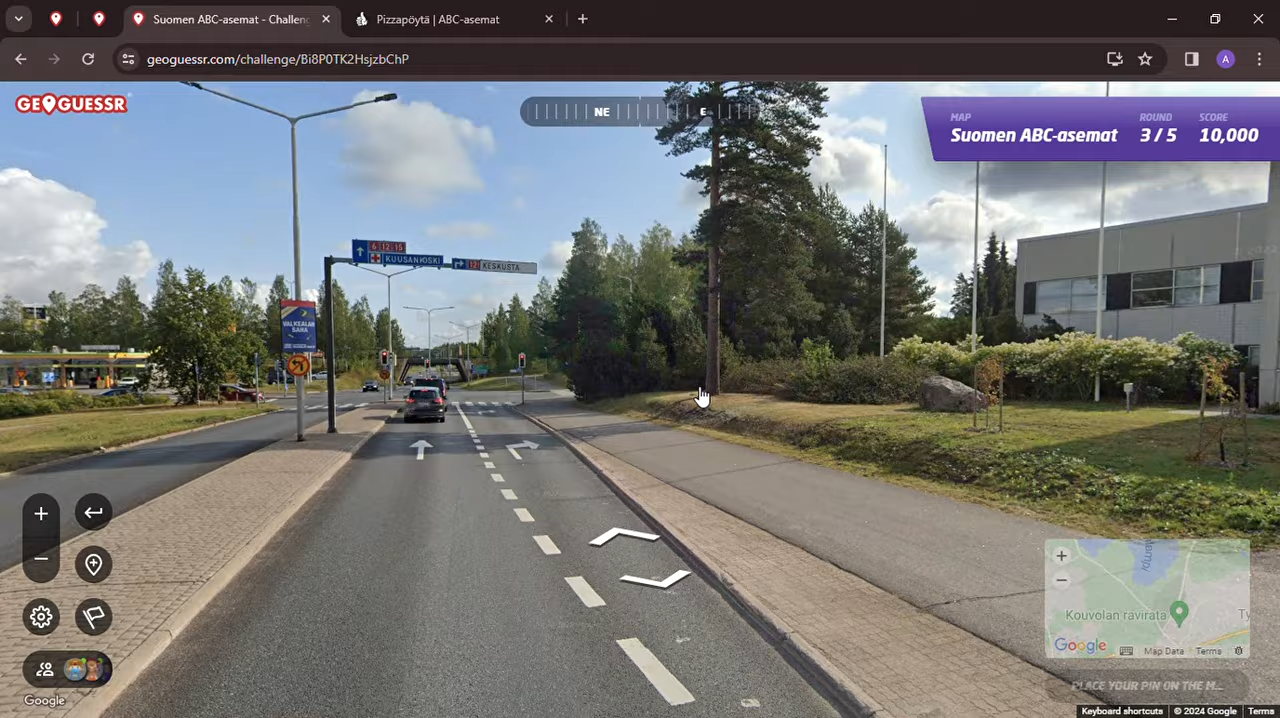 Suomen ABC-asemat - Challeng
Pizzapöytä | ABC-asemat
geoguessr.com/challenge/Bi8P0TK2HsjzbChP
A
GEOGUESSR
NE
E
MAP
ROUND
SCORE
Suomen ABC-asemat
3 / 5
10,000
6 12 15
KUUSANKOSKI
12 KESKUSTA
VALKEALAN
SAHA
Kouvolan ravirata
Ty
Google
Map Data
Terms
PLACE YOUR PIN ON THE M...
Google
Keyboard shortcuts
© 2024 Google
Terms